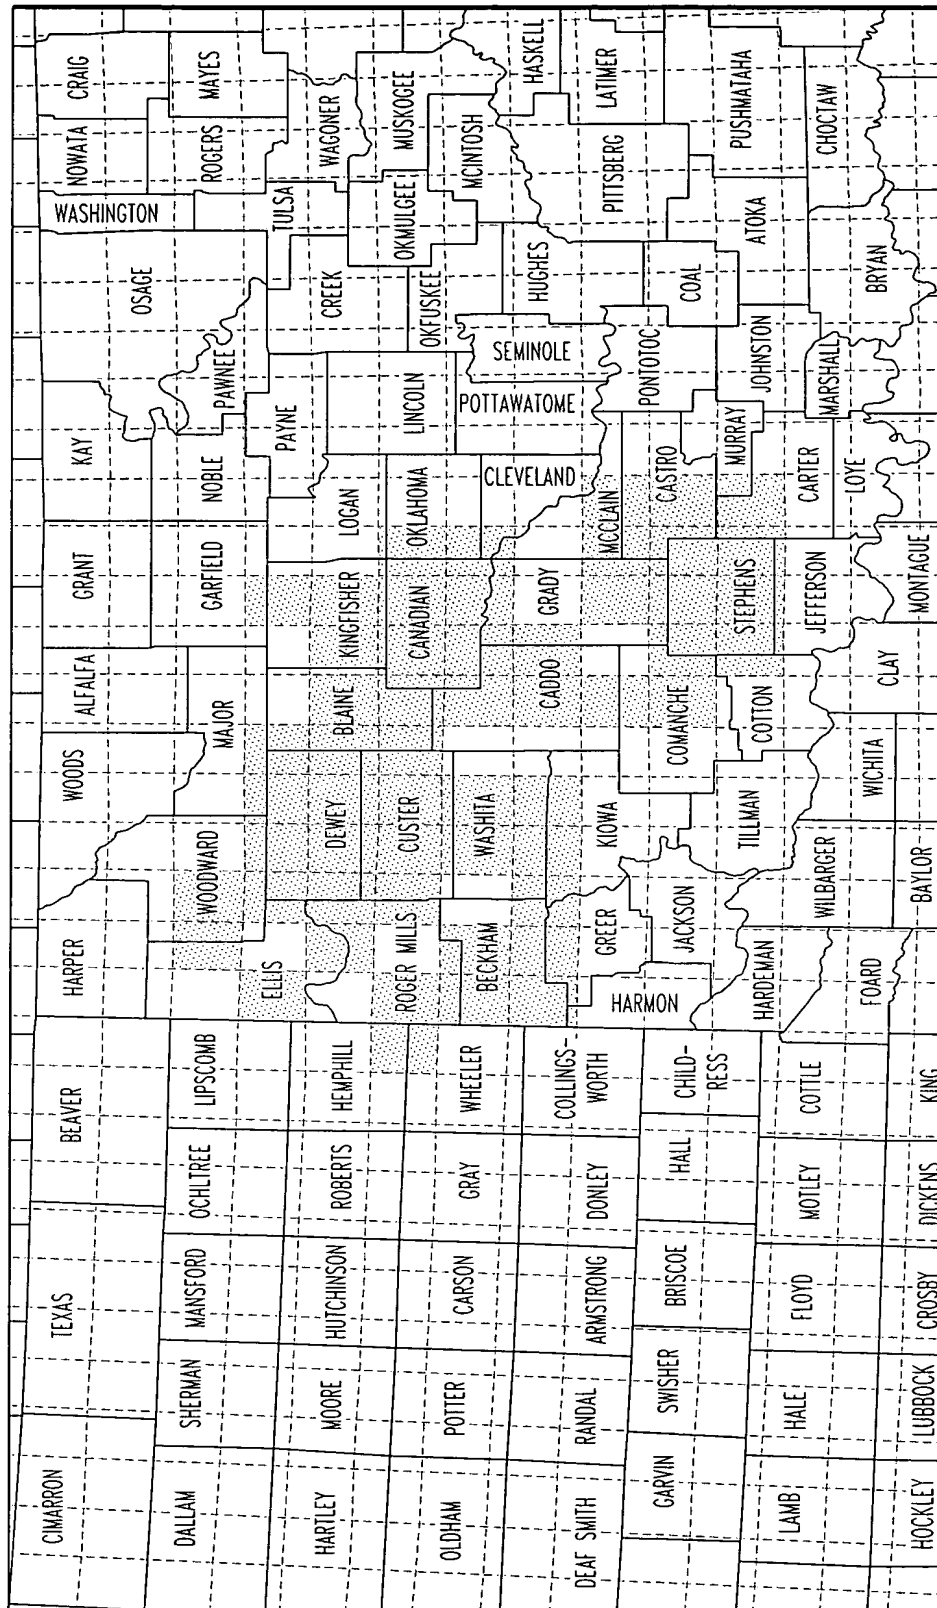 CIMARRON
TEXAS
BEAVER
HARPER
WOODS
ALFALFA
GRANT
KAY
OSAGE
WASHINGTON
NOWATA
CRAIG
DALLAM
SHERMAN
MANSFORD
OCHLTREE
LIPSCOMB
ELLIS
WOODWARD
MAJOR
GARFIELD
NOBLE
PAWNEE
ROGERS
MAYES
HARTLEY
MOORE
HUTCHINSON
ROBERTS
HEMPHILL
ROGER MILLS
DEWEY
BLAINE
KINGFISHER
LOGAN
PAYNE
CREEK
TULSA
WAGONER
OLDHAM
POTTER
CARSON
GRAY
WHEELER
BECKHAM
CUSTER
WASHITA
CADDO
CANADIAN
OKLAHOMA
LINCOLN
OKFUSKEE
OKMULGEE
MUSKOGEE
MCINTOSH
HASKELL
DEAF SMITH
RANDAL
ARMSTRONG
DONLEY
COLLINGS-
WORTH
HARMON
GREER
KIOWA
COMANCHE
GRADY
MCCLAIN
CLEVELAND
POTTAWATOME
SEMINOLE
HUGHES
PITTSBERG
LATIMER
GARVIN
SWISHER
BRISCOE
HALL
CHILD-
RESS
JACKSON
TILLMAN
COTTON
STEPHENS
CASTRO
MURRAY
PONTOTOC
COAL
ATOKA
PUSHMATAHA
LAMB
HALE
FLOYD
MOTLEY
COTTLE
HARDEMAN
WILBARGER
WICHITA
JEFFERSON
CARTER
JOHNSTON
MARSHALL
BRYAN
CHOCTAW
HOCKLEY
LUBBOCK
CROSBY
DICKENS
KING
FOARD
BAYLOR
CLAY
MONTAGUE
LOYE